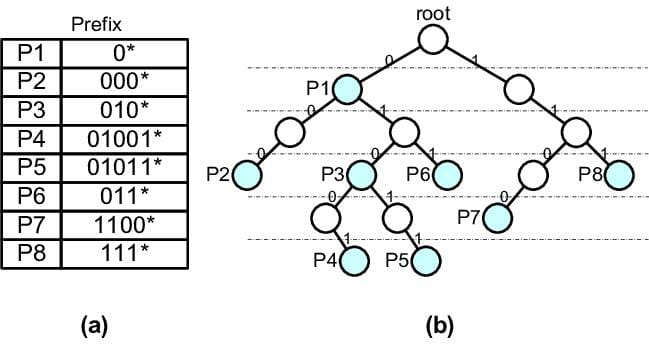 Prefix
P1 0*
P2 000*
P3 010*
P4 01001*
P5 01011*
P6 011*
P7 1100*
P8 111*
(a)
root
0 1
P1
0 1 1
0 0 1 0 1
P2 P3 P6 P8
0 1 0
P7
1 1
P4 P5
(b)